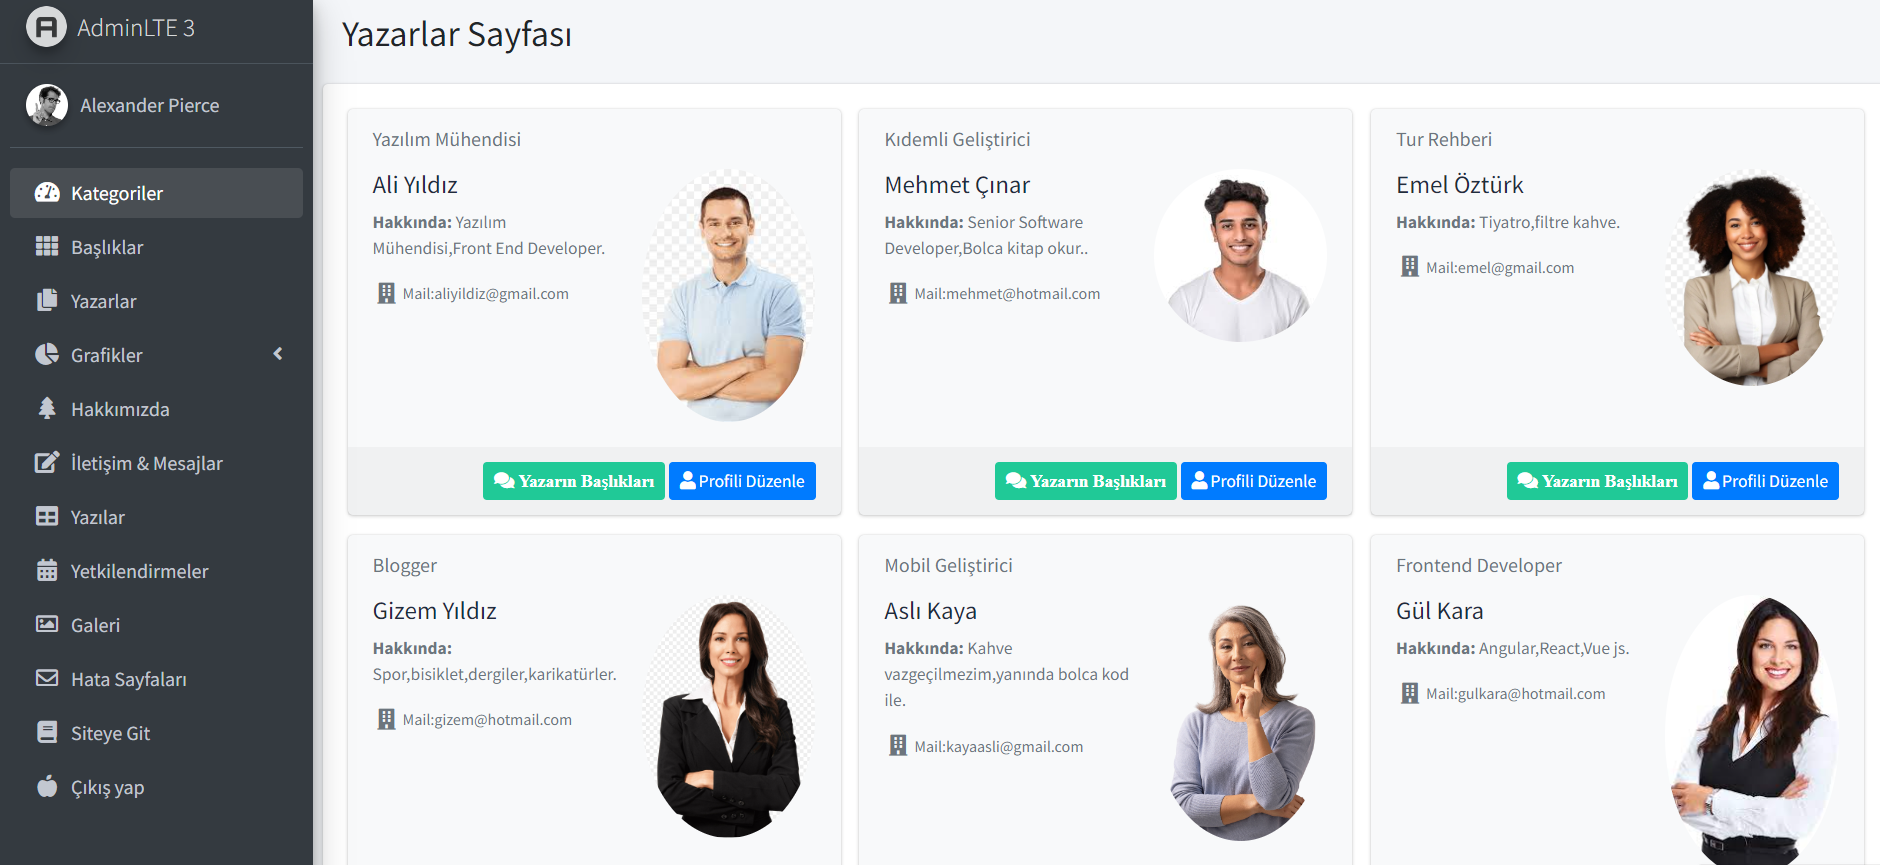 AdminLTE 3
Alexander Pierce
Kategoriler
Başlıklar
Yazarlar
Grafikler
Hakkımızda
İletişim & Mesajlar
Yazılar
Yetkilendirmeler
Galeri
Hata Sayfaları
Siteye Git
Çıkış yap
Yazarlar Sayfası
Yazılım Mühendisi
Ali Yıldız
Hakkında: Yazılım
Mühendisi,Front End Developer.
Mail:aliyildiz@gmail.com
Yazarın Başlıkları
Profili Düzenle
Kıdemli Geliştirici
Mehmet Çınar
Hakkında: Senior Software
Developer,Bolca kitap okur..
Mail:mehmet@hotmail.com
Yazarın Başlıkları
Profili Düzenle
Tur Rehberi
Emel Öztürk
Hakkında: Tiyatro,filtre kahve.
Mail:emel@gmail.com
Yazarın Başlıkları
Profili Düzenle
Blogger
Gizem Yıldız
Hakkında:
Spor,bisiklet,dergiler,karikatürler.
Mail:gizem@hotmail.com
Mobil Geliştirici
Aslı Kaya
Hakkında: Kahve
vazgeçilmezim,yanında bolca kod
ile.
Mail:kayaasli@gmail.com
Frontend Developer
Gül Kara
Hakkında: Angular,React,Vue js.
Mail:gulkara@hotmail.com